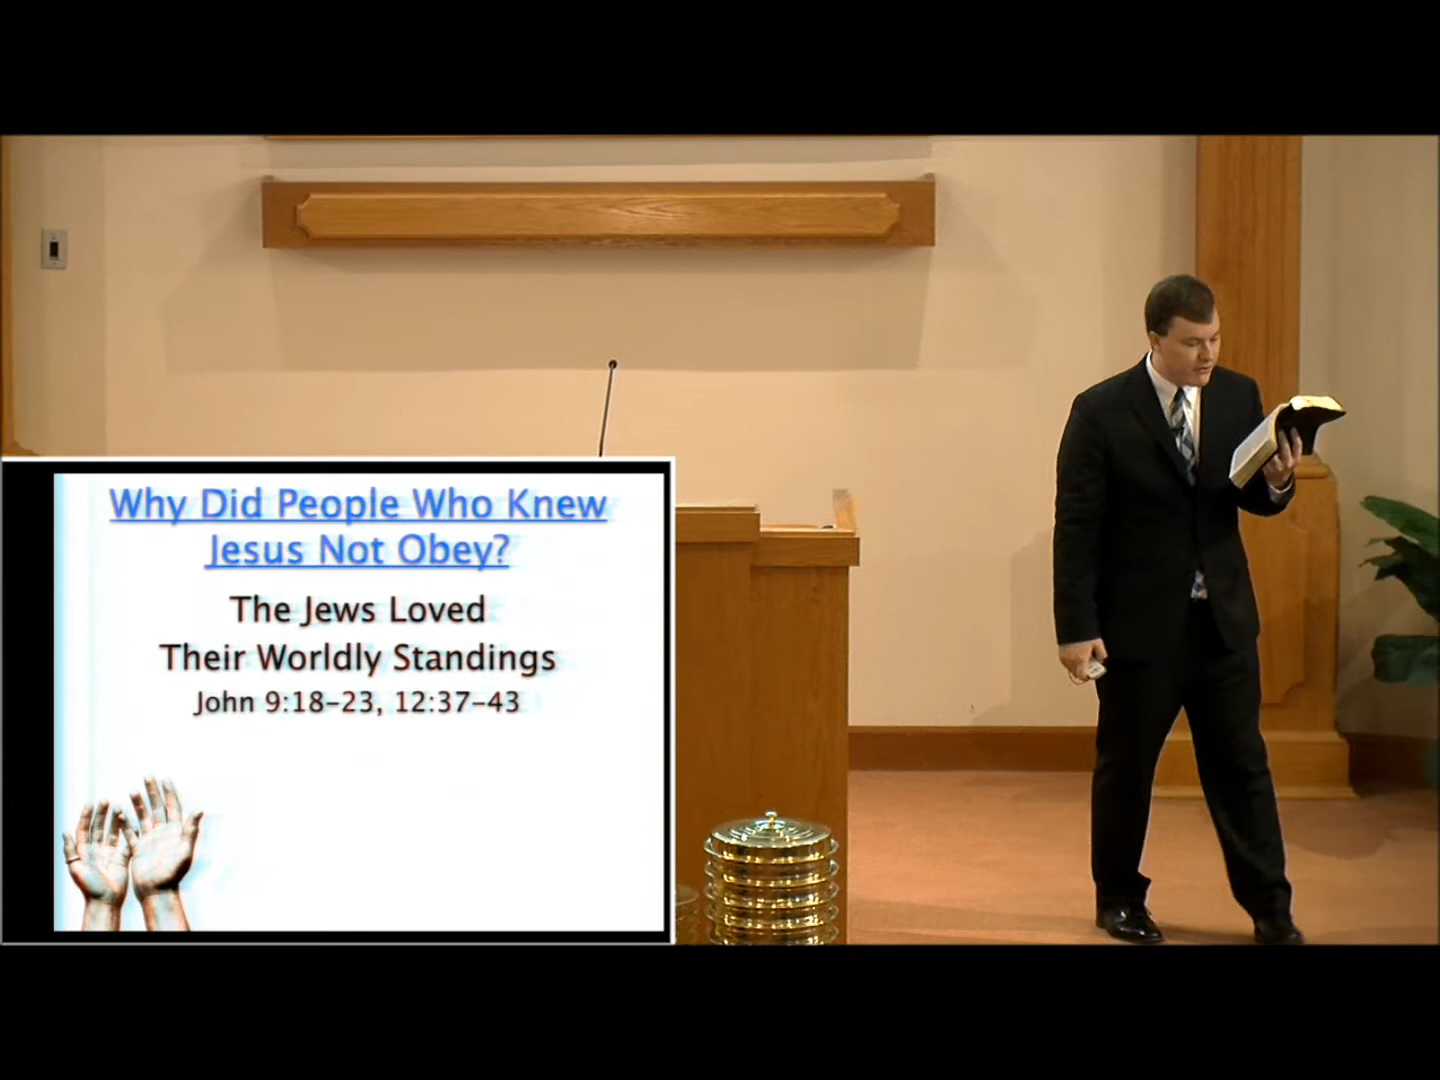 Why Did People Who Knew
Jesus Not Obey?
The Jews Loved
Their Worldly Standings
John 9:18-23, 12:37-43